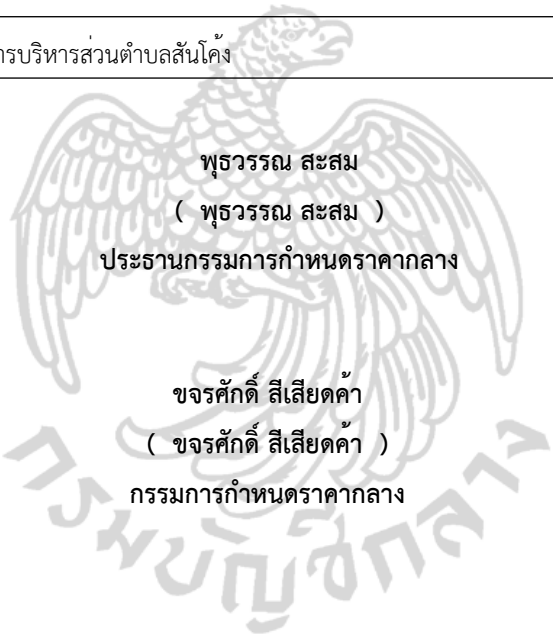 ารบริหารส่วนตำบลสันโค้ง
พุธวรรณ สะสม
( พุธวรรณ สะสม )
ประธานกรรมการกำหนดราคากลาง
ขจรศักดิ์ สีเสียดค้า
( ขจรศักดิ์ สีเสียดค้า )
กรรมการกำหนดราคากลาง
กรมบัญชีกลาง